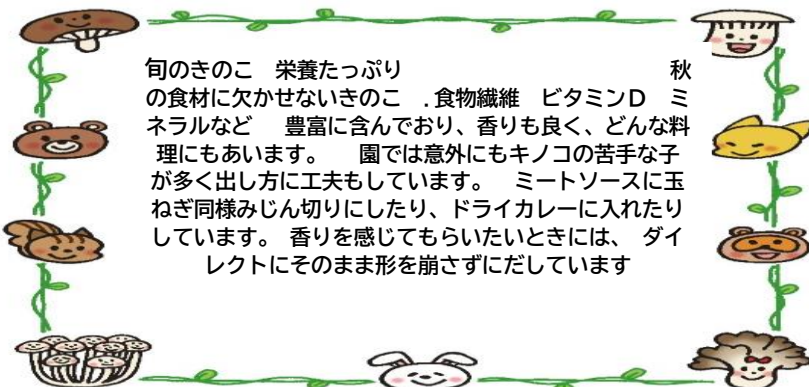 旬のきのこ　栄養たっぷり　　　　　　　　　　　　　　　秋
の食材に欠かせないきのこ　.食物繊維　ビタミンD　ミ
ネラルなど　　豊富に含んでおり、香りも良く、どんな料
理にもあいます。　　園では意外にもキノコの苦手な子
が多く出し方に工夫もしています。　ミートソースに玉
ねぎ同様みじん切りにしたり、ドライカレーに入れたり
しています。 香りを感じてもらいたいときには、 ダイ
レクトにそのまま形を崩さずにだしています